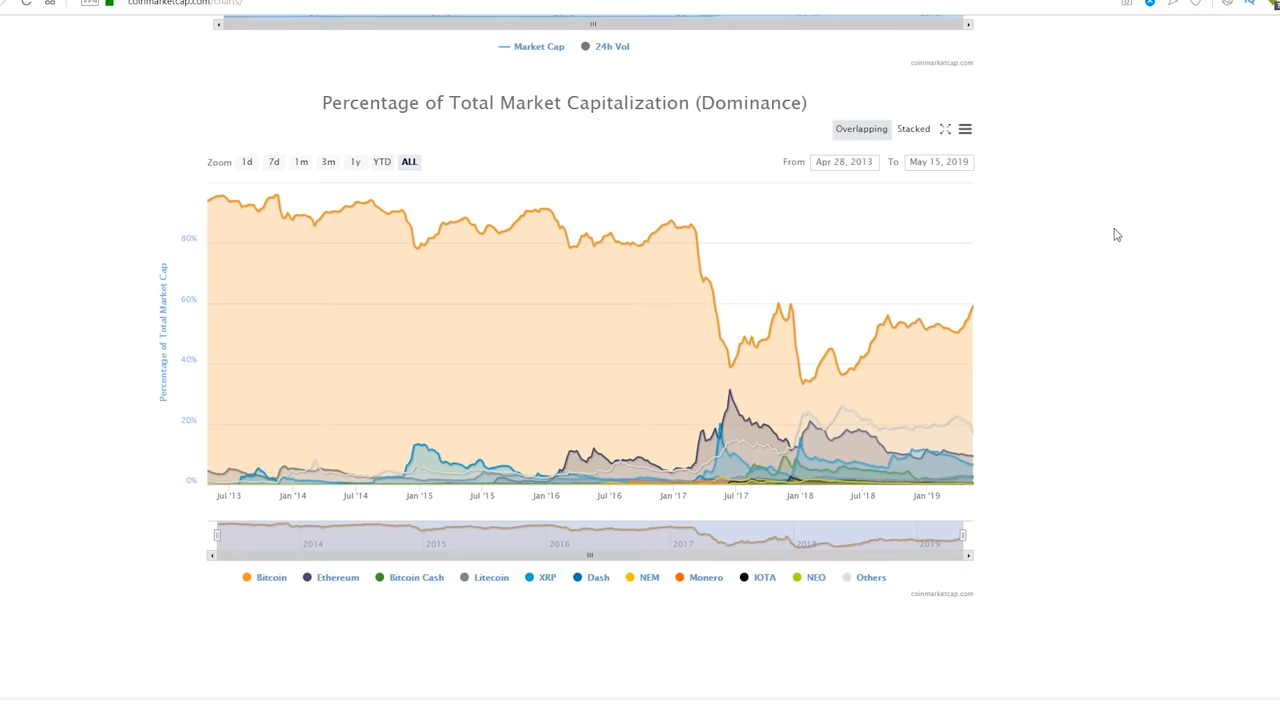 VPN coinmarketcap.com/charts/
Market Cap 24h Vol
coinmarketcap.com
Percentage of Total Market Capitalization (Dominance)
Overlapping Stacked
Zoom 1d 7d 1m 3m 1y YTD ALL From Apr 28, 2013 To May 15, 2019
Percentage of Total Market Cap
80%
60%
40%
20%
0%
Jul '13 Jan '14 Jul '14 Jan '15 Jul '15 Jan '16 Jul '16 Jan '17 Jul '17 Jan '18 Jul '18 Jan '19
2014 2015 2016 2017 2018 2019
Bitcoin Ethereum Bitcoin Cash Litecoin XRP Dash NEM Monero IOTA NEO Others
coinmarketcap.com